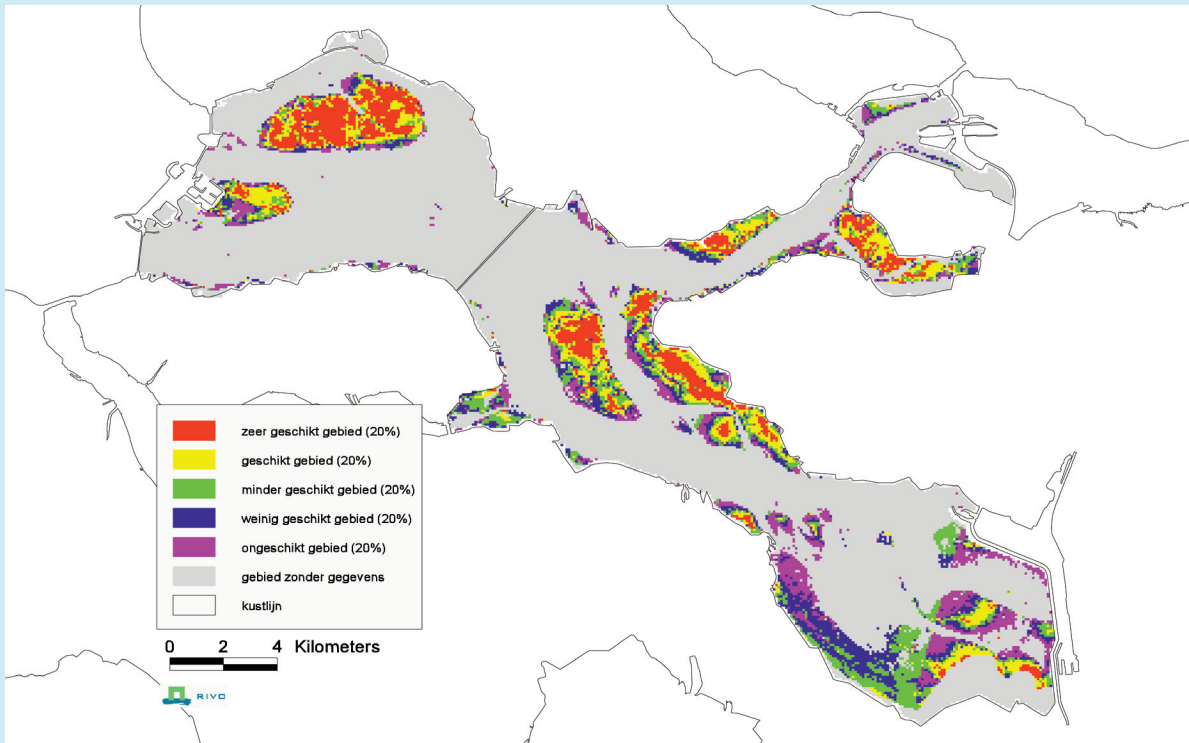 zeer geschikt gebied (20%)
geschikt gebied (20%)
minder geschikt gebied (20%)
weinig geschikt gebied (20%)
ongeschikt gebied (20%)
gebied zonder gegevens
kustlijn
0 2 4 Kilometers
RIVO